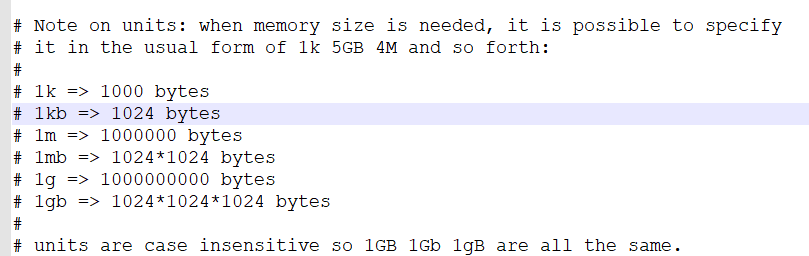 # Note on units: when memory size is needed, it is possible to specify
# it in the usual form of 1k 5GB 4M and so forth:
#
# 1k => 1000 bytes
# 1kb => 1024 bytes
# 1m => 1000000 bytes
# 1mb => 1024*1024 bytes
# 1g => 1000000000 bytes
# 1gb => 1024*1024*1024 bytes
#
# units are case insensitive so 1GB 1Gb 1gB are all the same.